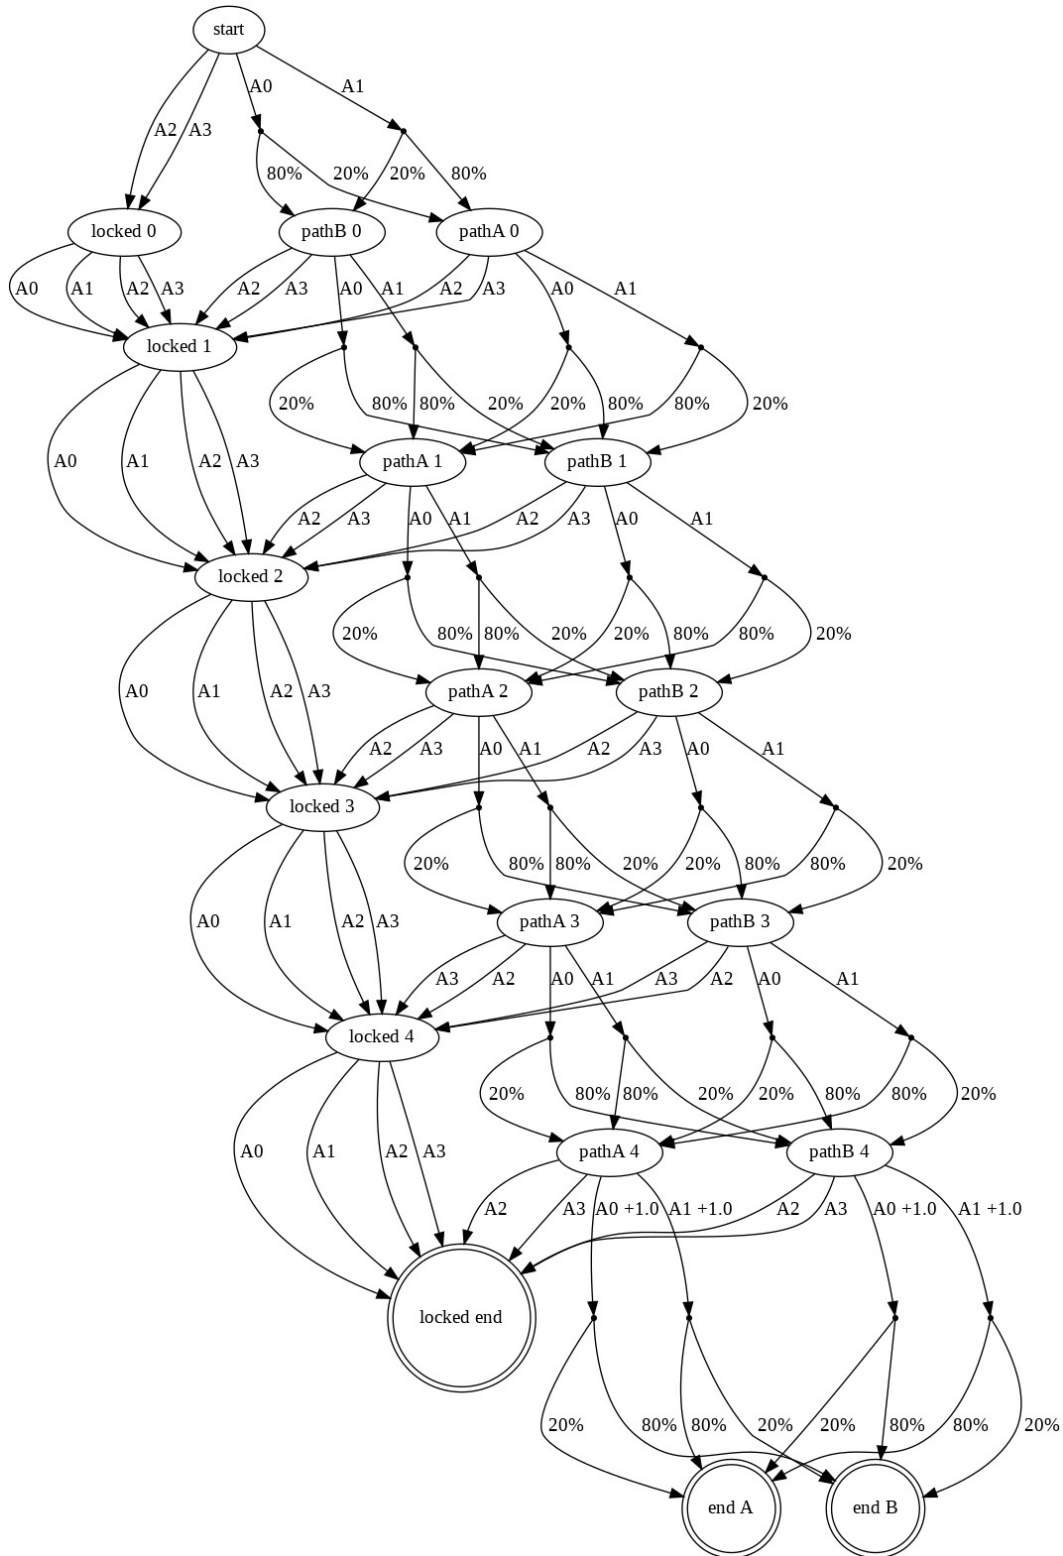 start
A0
A1
A2
A3
80%
20%
20%
80%
locked 0
pathB 0
pathA 0
A0
A1
A2
A3
A2
A3
A0
A1
A2
A3
A0
A1
locked 1
20%
80%
80%
20%
20%
80%
80%
20%
A0
A1
A2
A3
pathA 1
pathB 1
A2
A3
A0
A1
A2
A3
A0
A1
locked 2
20%
80%
80%
20%
20%
80%
80%
20%
A0
A1
A2
A3
pathA 2
pathB 2
A2
A3
A0
A1
A2
A3
A0
A1
locked 3
20%
80%
80%
20%
20%
80%
80%
20%
A0
A1
A2
A3
pathA 3
pathB 3
A3
A2
A0
A1
A3
A2
A0
A1
locked 4
20%
80%
80%
20%
20%
80%
80%
20%
A0
A1
A2
A3
pathA 4
pathB 4
A2
A3
A0 +1.0
A1 +1.0
A2
A3
A0 +1.0
A1 +1.0
locked end
20%
80%
80%
20%
20%
80%
80%
20%
end A
end B